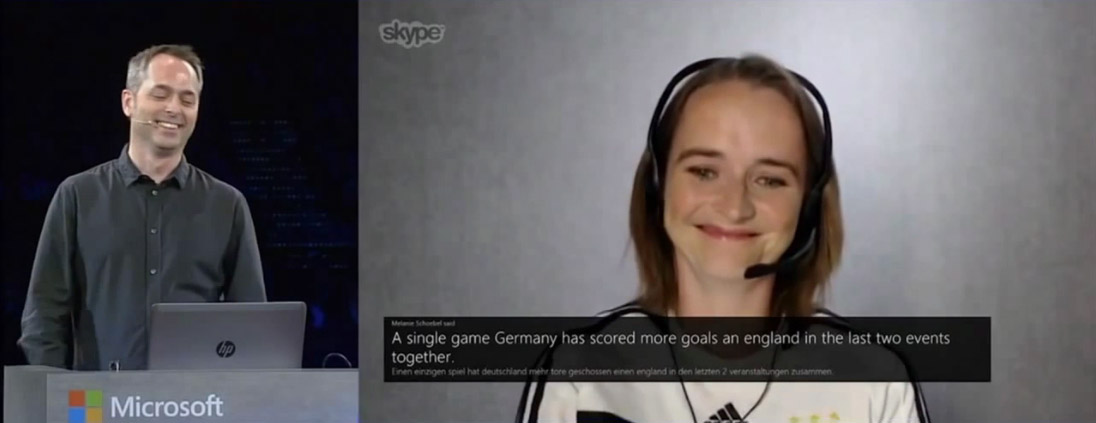 skype
Melanie Schoebel said
A single game Germany has scored more goals an england in the last two events
together.
Einen einzigen spiel hat deutschland mehr tore geschossen einen england in den letzten 2 veranstaltungen zusammen.
hp
Microsoft